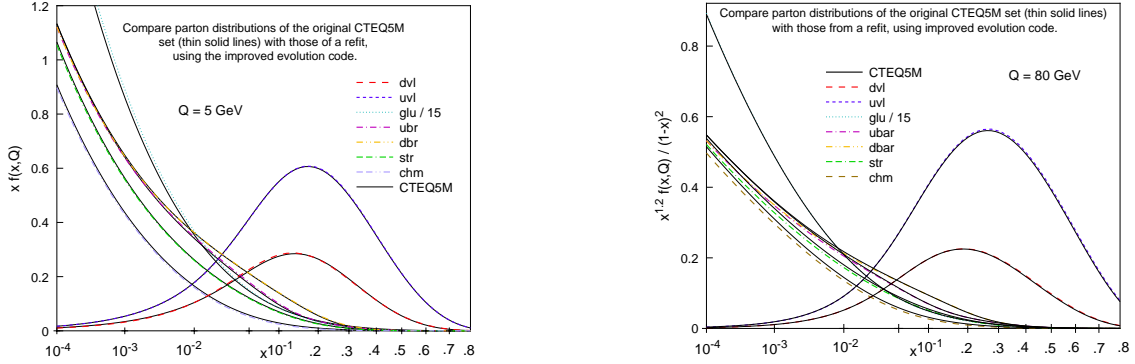 Compare parton distributions of the original CTEQ5M
set (thin solid lines) with those of a refit,
using the improved evolution code.
Q = 5 GeV
dvl
uvl
glu / 15
ubr
dbr
str
chm
CTEQ5M
x f(x,Q)
1.2
1
0.8
0.6
0.4
0.2
0
10-4
10-3
10-2
x
10-1
.2
.3
.4
.5
.6
.7
.8
Compare parton distributions of the original CTEQ5M set (thin solid lines)
with those from a refit, using improved evolution code.
Q = 80 GeV
CTEQ5M
dvl
uvl
glu / 15
ubar
dbar
str
chm
x1.2 f(x,Q) / (1-x)2
0.8
0.6
0.4
0.2
0
10-4
10-3
10-2
x
10-1
.2
.3
.4
.5
.6
.7
.8